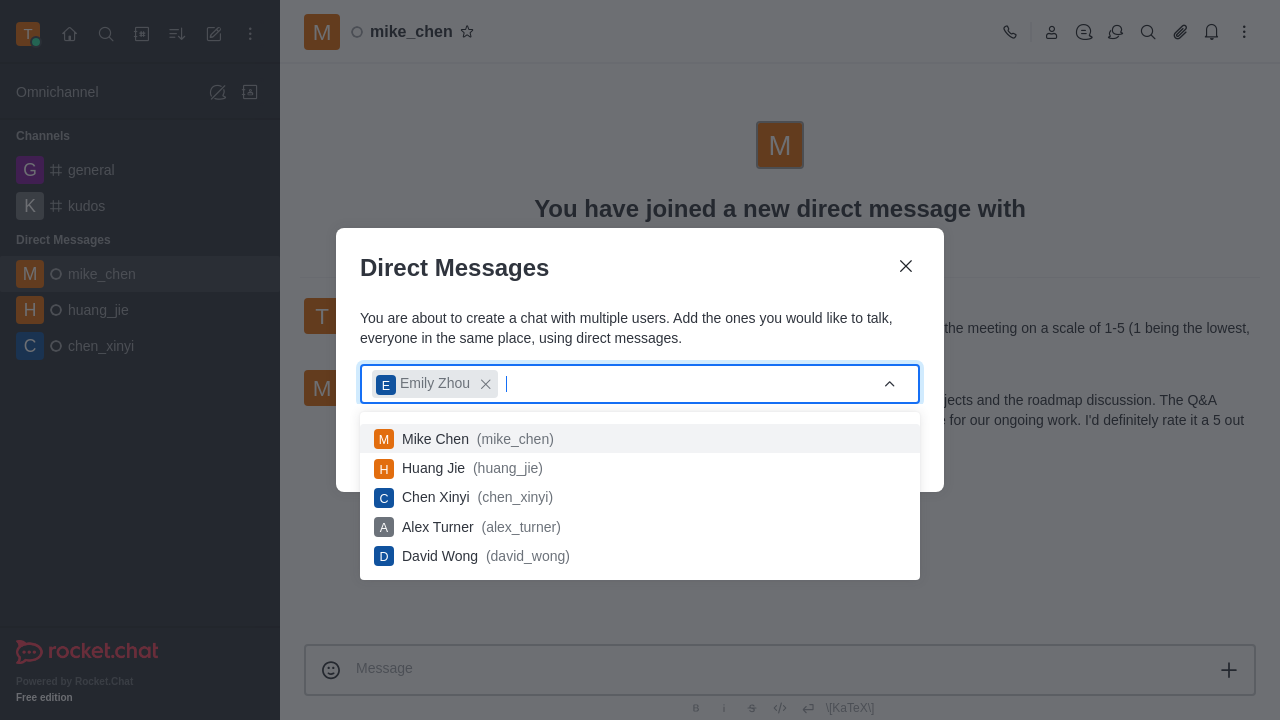 T
Omnichannel
Channels
G general
K kudos
Direct Messages
M mike_chen
H huang_jie
C chen_xinyi
rocket.chat
Powered by Rocket.Chat
Free edition
M mike_chen
M
You have joined a new direct message with
T
the meeting on a scale of 1-5 (1 being the lowest,
M
jects and the roadmap discussion. The Q&A
for our ongoing work. I'd definitely rate it a 5 out
Direct Messages
You are about to create a chat with multiple users. Add the ones you would like to talk,
everyone in the same place, using direct messages.
E Emily Zhou
M Mike Chen (mike_chen)
H Huang Jie (huang_jie)
C Chen Xinyi (chen_xinyi)
A Alex Turner (alex_turner)
D David Wong (david_wong)
Message
B i S </> \[KaTeX\]